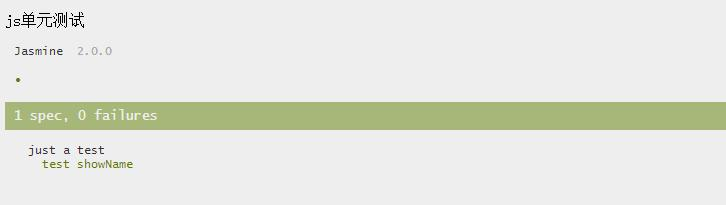 js单元测试
Jasmine 2.0.0
•
1 spec, 0 failures
just a test
test showName